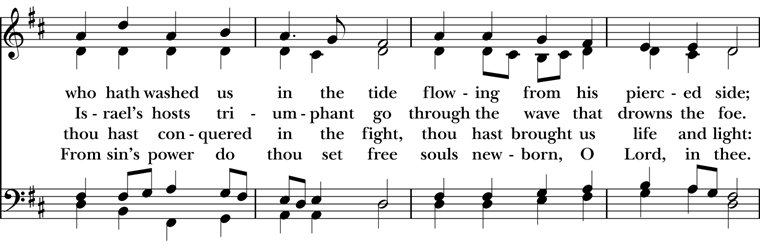 who hath washed us in the tide flow - ing from his pierc - ed side;
Is - rael's hosts tri - um - phant go through the wave that drowns the foe.
thou hast con - quered in the fight, thou hast brought us life and light:
From sin's power do thou set free souls new - born, O Lord, in thee.